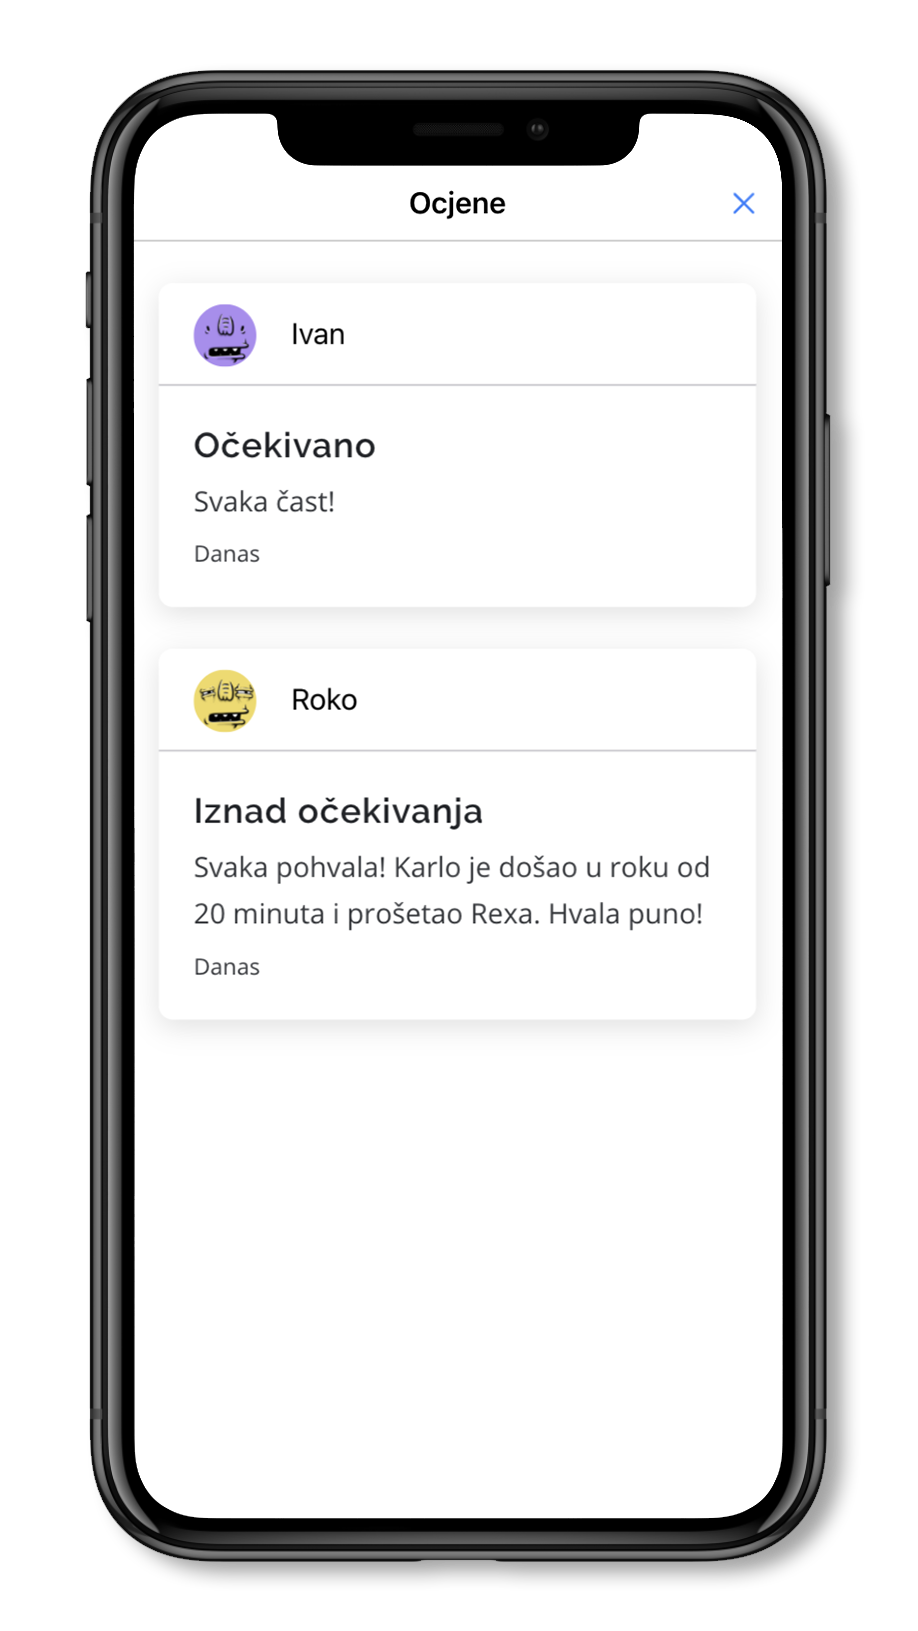 Ocjene
Ivan
Očekivano
Svaka čast!
Danas
Roko
Iznad očekivanja
Svaka pohvala! Karlo je došao u roku od
20 minuta i prošetao Rexa. Hvala puno!
Danas